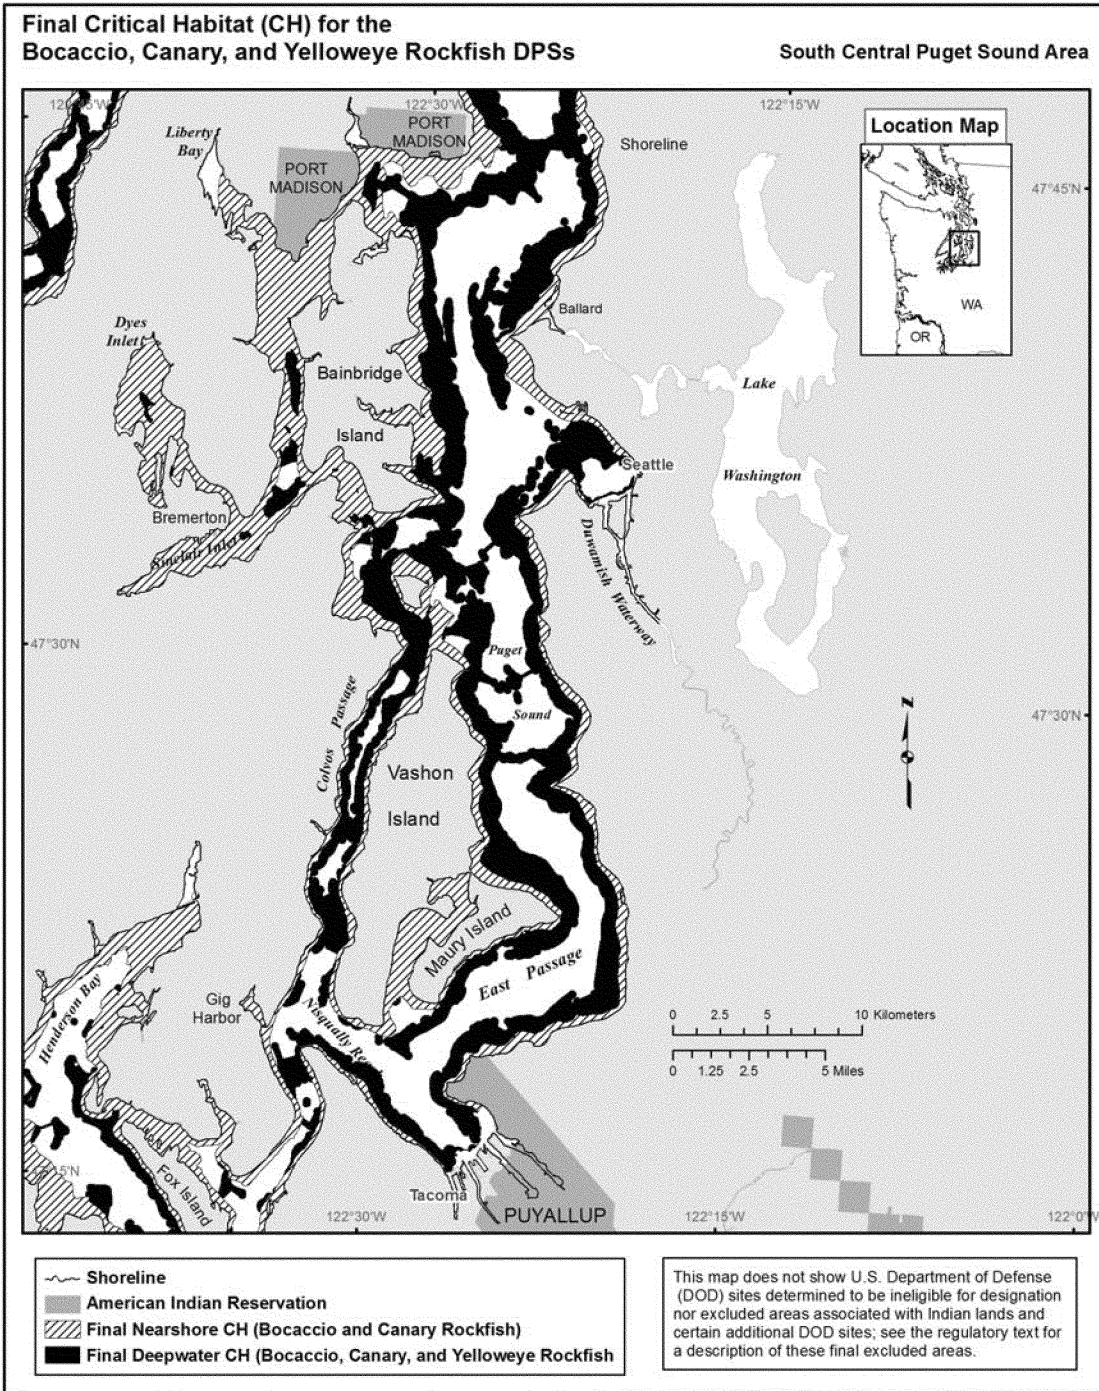 Final Critical Habitat (CH) for the
Bocaccio, Canary, and Yelloweye Rockfish DPSs
South Central Puget Sound Area
122°30'W
122°15'W
Liberty
Bay
PORT
MADISON
PORT
MADISON
Shoreline
Location Map
47°45'N
WA
OR
Dyes
Inlet
Ballard
Bainbridge
Island
Lake
Washington
Seattle
Bremerton
Sinclair Inlet
Duwamish Waterway
47°30'N
Puget
Sound
47°30'N
Colvos Passage
Vashon
Island
Maury Island
East Passage
Henderson Bay
Gig
Harbor
Nisqually
0 2.5 5 10 Kilometers
0 1.25 2.5 5 Miles
Fox Island
Tacoma
PUYALLUP
122°30'W
122°15'W
122°0'W
Shoreline
American Indian Reservation
Final Nearshore CH (Bocaccio and Canary Rockfish)
Final Deepwater CH (Bocaccio, Canary, and Yelloweye Rockfish
This map does not show U.S. Department of Defense
(DOD) sites determined to be ineligible for designation
nor excluded areas associated with Indian lands and
certain additional DOD sites; see the regulatory text for
a description of these final excluded areas.